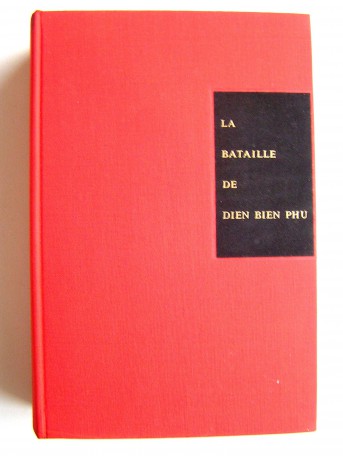 LA
BATAILLE
DE
DIEN BIEN PHU